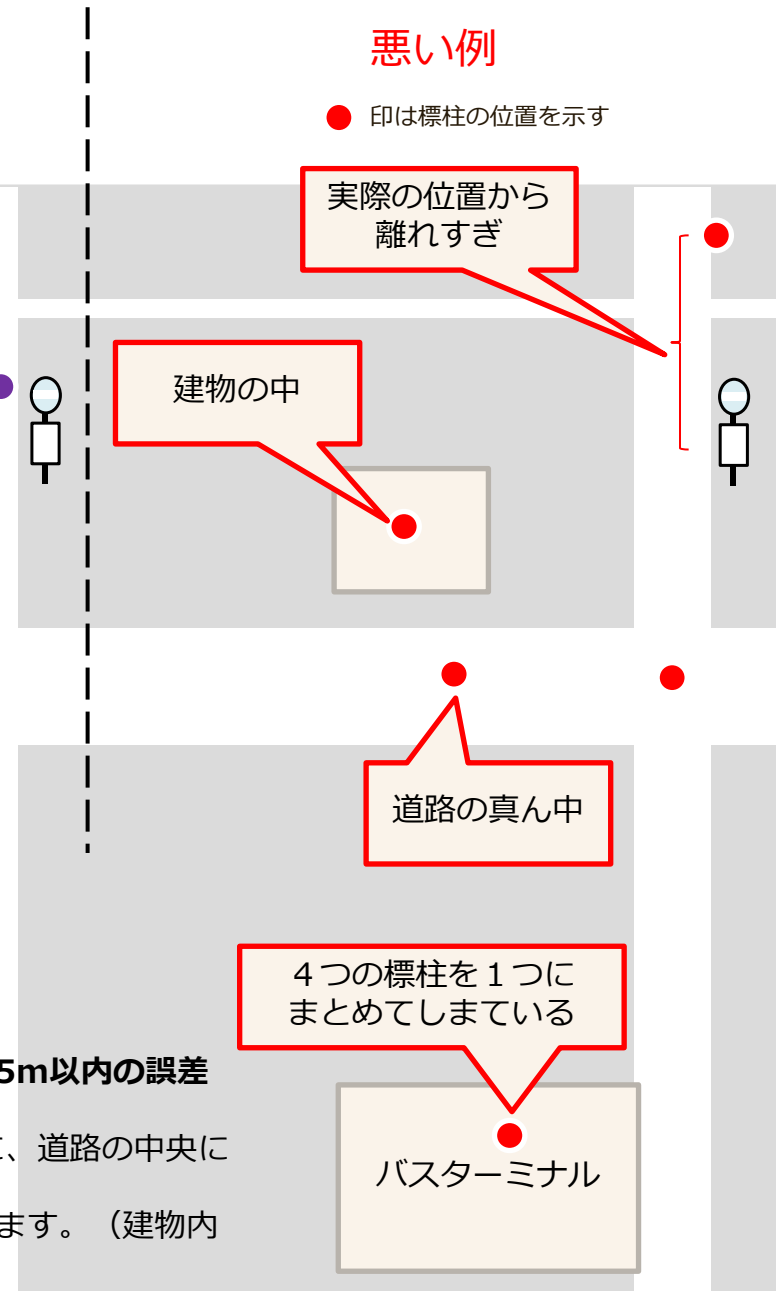 悪い例
印は標柱の位置を示す
実際の位置から
離れすぎ
建物の中
道路の真ん中
４つの標柱を１つに
まとめてしまている
5m以内の誤差
、道路の中央に
ます。（建物内
バスターミナル